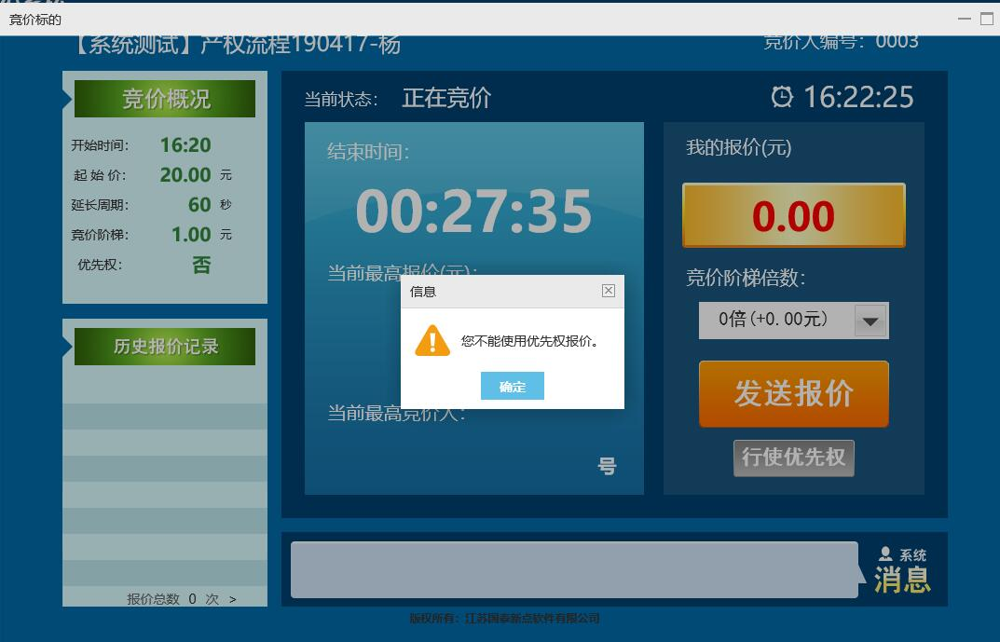 竞价标的
【系统测试】产权流程190417-杨
竞价人编号：0003
竞价概况
开始时间： 16:20
起 始 价： 20.00 元
延长周期： 60 秒
竞价阶梯： 1.00 元
优先权： 否
历史报价记录
报价总数 0 次 >
当前状态： 正在竞价
16:22:25
结束时间：
00:27:35
当前最高报价(元)：
当前最高竞价人：
号
我的报价(元)
0.00
竞价阶梯倍数：
0倍(+0.00元)
发送报价
行使优先权
信息
您不能使用优先权报价。
确定
系统
消息
版权所有：江苏国泰新点软件有限公司